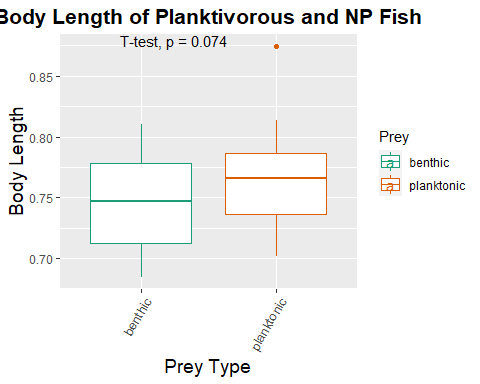 Body Length of Planktivorous and NP Fish
T-test, p = 0.074
0.85
0.80
0.75
0.70
Body Length
benthic
planktonic
Prey Type
Prey
a benthic
a planktonic